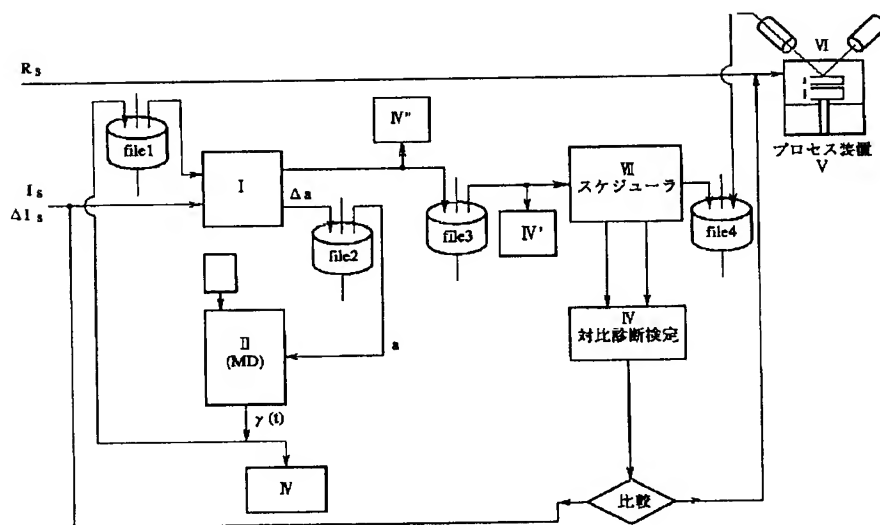 Rs
Ⅵ
Ⅳ"
file1
プロセス装置
Ⅴ
Ⅰ
Ⅶ
スケジューラ
Is
ΔIs
Δa
file2
file3
Ⅳ'
file4
Ⅱ
(MD)
a
Ⅳ
対比診断検定
γ(t)
Ⅳ
比較